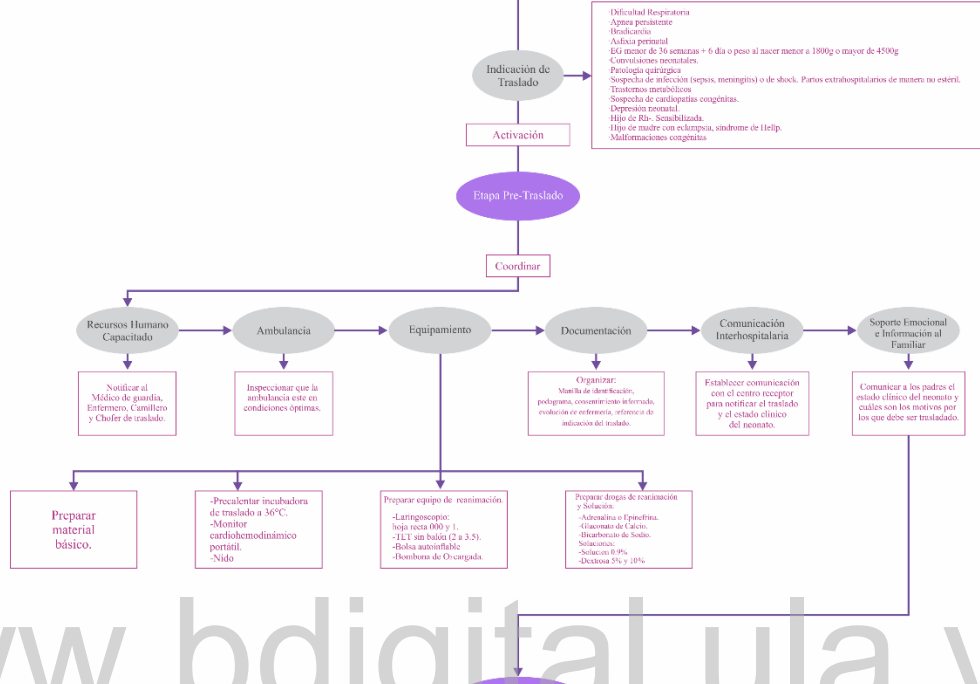 ·Dificultad Respiratoria
·Apnea persistente
·Bradicardia
·Asfixia perinatal
·EG menor de 36 semanas + 6 día o peso al nacer menor a 1800g o mayor de 4500g
·Convulsiones neonatales.
·Patología quirúrgica
·Sospecha de infección (sepsis, meningitis) o de shock. Partos extrahospitalarios de manera no estéril.
·Trastornos metabólicos
·Sospecha de cardiopatías congénitas.
·Depresión neonatal.
·Hijo de Rh-. Sensibilizada.
·Hijo de madre con eclampsia, síndrome de Hellp.
·Malformaciones congénitas
Indicación de
Traslado
Activación
Etapa Pre-Traslado
Coordinar
Recursos Humano
Capacitado
Ambulancia
Equipamiento
Documentación
Comunicación
Interhospitalaria
Soporte Emocional
e Información al
Familiar
Notificar al
Médico de guardia,
Enfermero, Camillero
y Chofer de traslado.
Inspeccionar que la
ambulancia este en
condiciones óptimas.
Organizar:
Manilla de identificación,
podograma, consentimiento informado,
evolución de enfermería, referencia de
indicación del traslado.
Establecer comunicación
con el centro receptor
para notificar el traslado
y el estado clínico
del neonato.
Comunicar a los padres el
estado clínico del neonato y
cuáles son los motivos por
los que debe ser trasladado.
Preparar
material
básico.
-Precalentar incubadora
de traslado a 36°C.
-Monitor
cardiohemodinámico
portátil.
-Nido
Preparar equipo de reanimación.
-Laringoscopio:
hoja recta 000 y 1.
-TET sin balón (2 a 3.5).
-Bolsa autoinflable
-Bombona de O₂ cargada.
Preparar drogas de reanimación
y Solución:
-Adrenalina o Epinefrina.
-Gluconato de Calcio.
-Bicarbonato de Sodio.
Soluciones:
-Solucion 0.9%
-Dextrosa 5% y 10%
w bdigital ula v